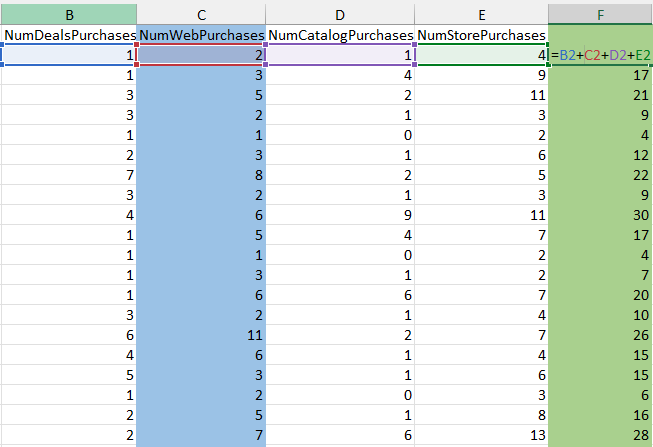 B C D E F
NumDealsPurchases NumWebPurchases NumCatalogPurchases NumStorePurchases
1 2 1 4 =B2+C2+D2+E2
1 3 4 9 17
3 5 2 11 21
3 2 1 3 9
1 1 0 2 4
2 3 1 6 12
7 8 2 5 22
3 2 1 3 9
4 6 9 11 30
1 5 4 7 17
1 1 0 2 4
1 3 1 2 7
1 6 6 7 20
3 2 1 4 10
6 11 2 7 26
4 6 1 4 15
5 3 1 6 15
1 2 0 3 6
2 5 1 8 16
2 7 6 13 28